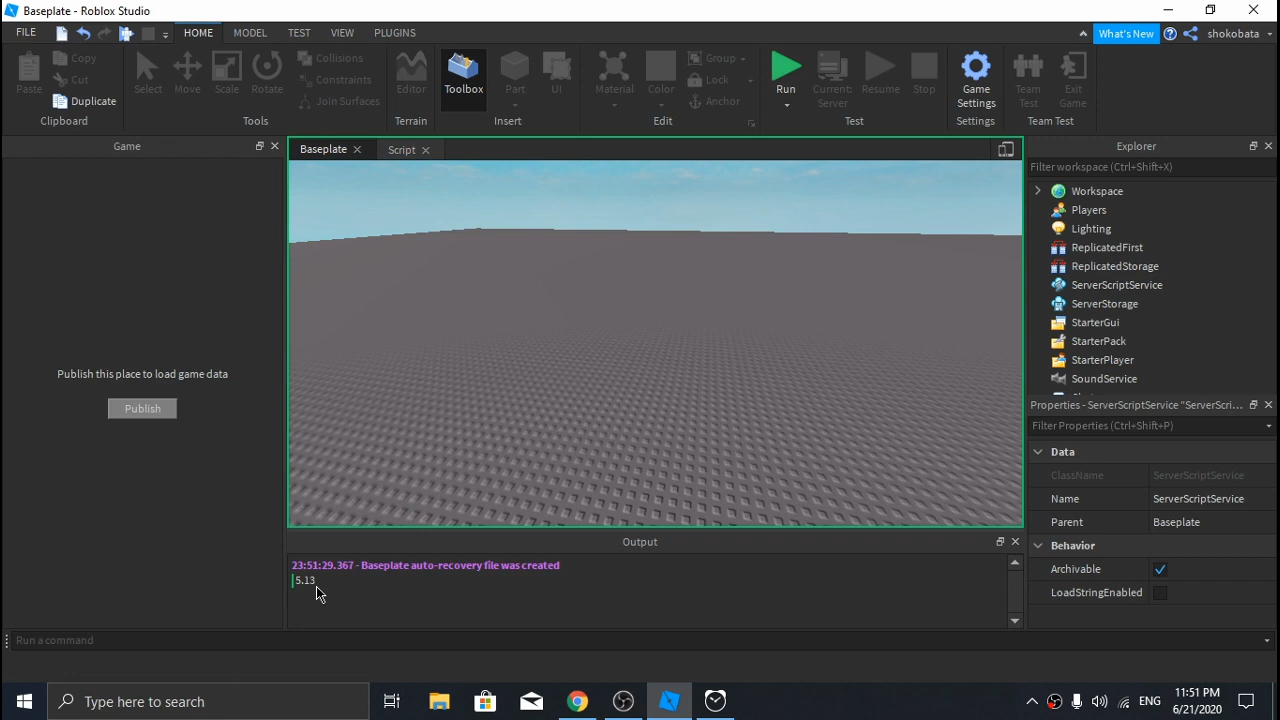 Baseplate - Roblox Studio
FILE HOME MODEL TEST VIEW PLUGINS What's New shokobata
Paste Copy Cut Duplicate
Clipboard
Select Move Scale Rotate Collisions Constraints Join Surfaces
Tools
Editor
Terrain
Toolbox Part UI
Insert
Material Color Group Lock Anchor
Edit
Run Current: Server Resume Stop
Test
Game Settings
Settings
Team Test Exit Game
Team Test
Game
Publish this place to load game data
Publish
Baseplate Script
Explorer
Filter workspace (Ctrl+Shift+X)
Workspace
Players
Lighting
ReplicatedFirst
ReplicatedStorage
ServerScriptService
ServerStorage
StarterGui
StarterPack
StarterPlayer
SoundService
Properties - ServerScriptService "ServerScri...
Filter Properties (Ctrl+Shift+P)
Data
ClassName ServerScriptService
Name ServerScriptService
Parent Baseplate
Behavior
Archivable
LoadStringEnabled
Output
23:51:29.367 - Baseplate auto-recovery file was created
5.13
Run a command
Type here to search
ENG
11:51 PM
6/21/2020